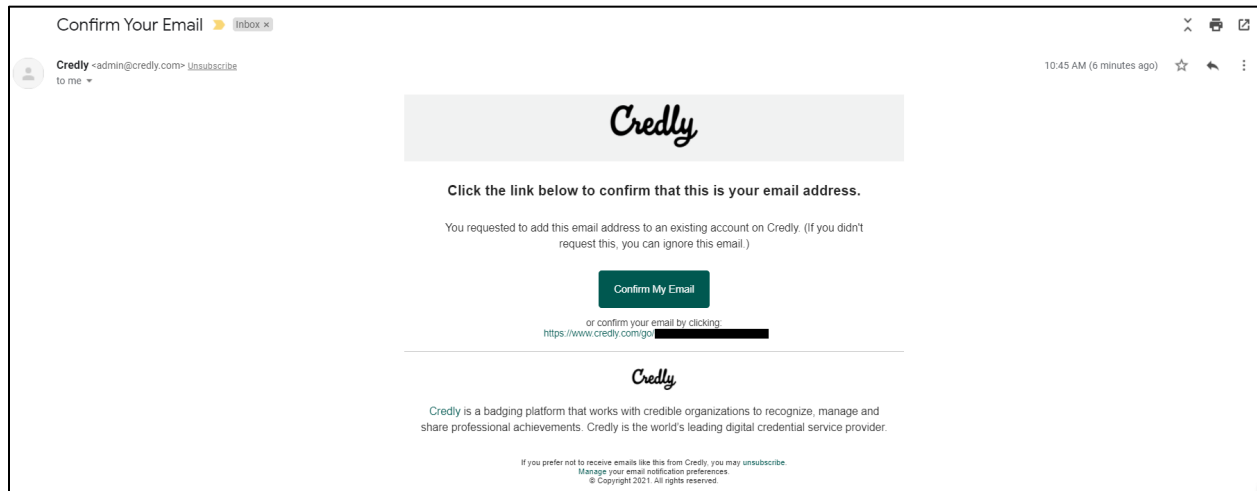 Confirm Your Email Inbox ×
Credly <admin@credly.com> Unsubscribe 10:45 AM (6 minutes ago)
to me
Credly
Click the link below to confirm that this is your email address.
You requested to add this email address to an existing account on Credly. (If you didn't
request this, you can ignore this email.)
Confirm My Email
or confirm your email by clicking:
https://www.credly.com/go/
Credly
Credly is a badging platform that works with credible organizations to recognize, manage and
share professional achievements. Credly is the world's leading digital credential service provider.
If you prefer not to receive emails like this from Credly, you may unsubscribe.
Manage your email notification preferences.
© Copyright 2021. All rights reserved.